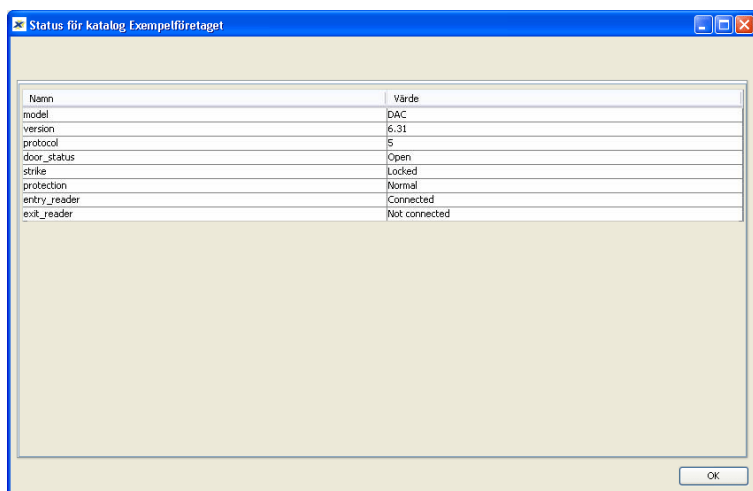 Status för katalog Exempelföretaget
Namn Värde
model DAC
version 6.31
protocol 5
door_status Open
strike Locked
protection Normal
entry_reader Connected
exit_reader Not connected
OK